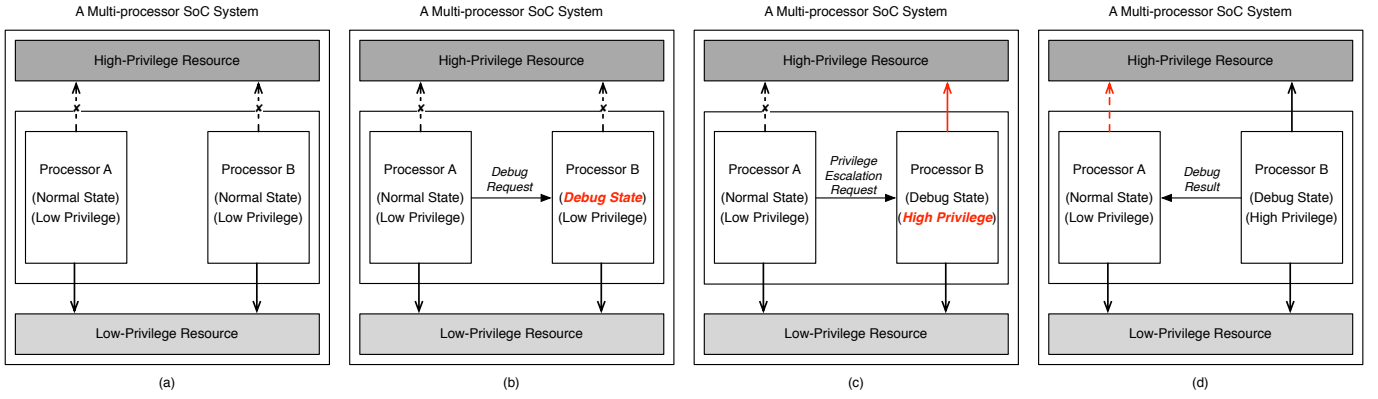 A Multi-processor SoC System
High-Privilege Resource
Processor A
(Normal State)
(Low Privilege)
Processor B
(Normal State)
(Low Privilege)
Low-Privilege Resource
(a)
A Multi-processor SoC System
High-Privilege Resource
Processor A
(Normal State)
(Low Privilege)
Debug
Request
Processor B
(Debug State)
(Low Privilege)
Low-Privilege Resource
(b)
A Multi-processor SoC System
High-Privilege Resource
Processor A
(Normal State)
(Low Privilege)
Privilege
Escalation
Request
Processor B
(Debug State)
(High Privilege)
Low-Privilege Resource
(c)
A Multi-processor SoC System
High-Privilege Resource
Processor A
(Normal State)
(Low Privilege)
Debug
Result
Processor B
(Debug State)
(High Privilege)
Low-Privilege Resource
(d)